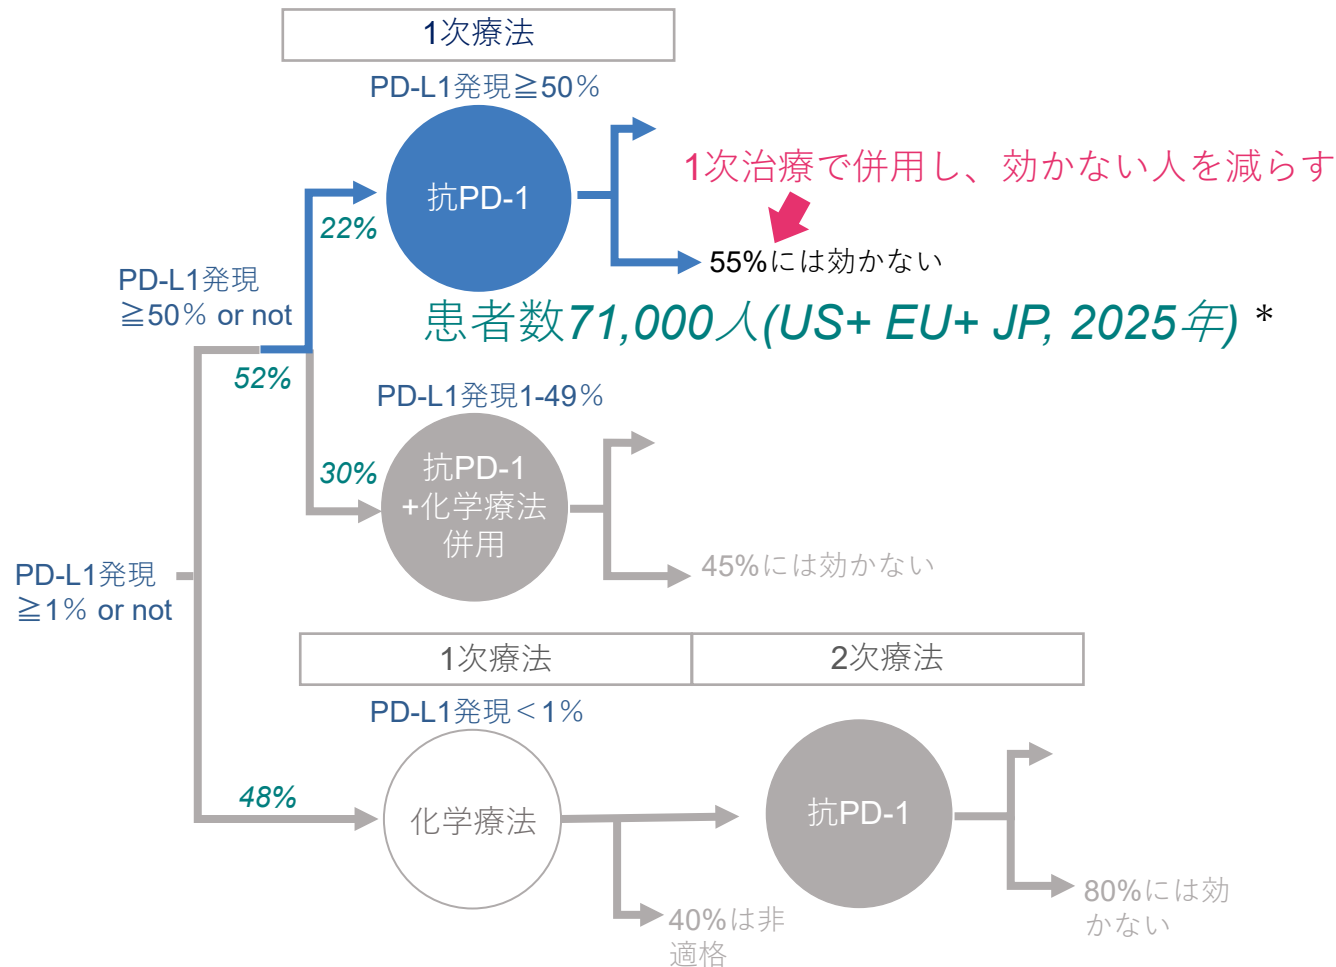 1次療法
PD-L1発現≧50%
抗PD-1
1次治療で併用し、効かない人を減らす
22%
55%には効かない
PD-L1発現
≧50% or not
患者数71,000人(US+ EU+ JP, 2025年) *
52%
PD-L1発現1-49%
30%
抗PD-1
+化学療法
併用
45%には効かない
PD-L1発現
≧1% or not
1次療法
2次療法
PD-L1発現<1%
48%
化学療法
抗PD-1
40%は非
適格
80%には効
かない